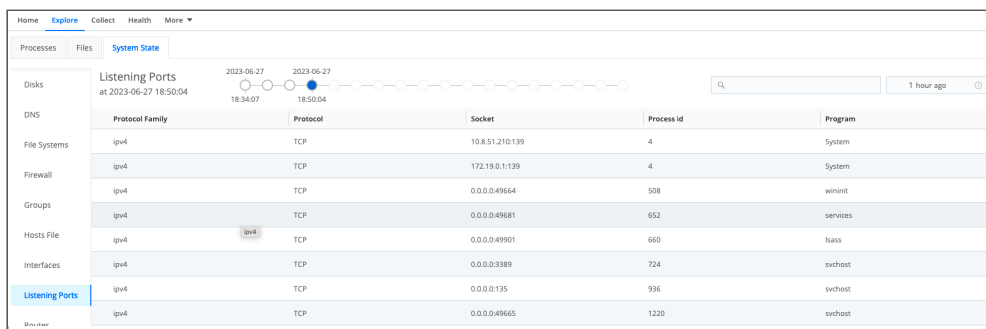 Home Explore Collect Health More ▼
Processes Files System State
Disks
DNS
File Systems
Firewall
Groups
Hosts File
Interfaces
Listening Ports
Routes
Listening Ports
at 2023-06-27 18:50:04
2023-06-27 2023-06-27
18:34:07 18:50:04
1 hour ago
Protocol Family Protocol Socket Process id Program
ipv4 TCP 10.8.51.210:139 4 System
ipv4 TCP 172.19.0.1:139 4 System
ipv4 TCP 0.0.0.0:49664 508 wininit
ipv4 TCP 0.0.0.0:49681 652 services
ipv4
ipv4 TCP 0.0.0.0:49901 660 lsass
ipv4 TCP 0.0.0.0:3389 724 svchost
ipv4 TCP 0.0.0.0:135 936 svchost
ipv4 TCP 0.0.0.0:49665 1220 svchost